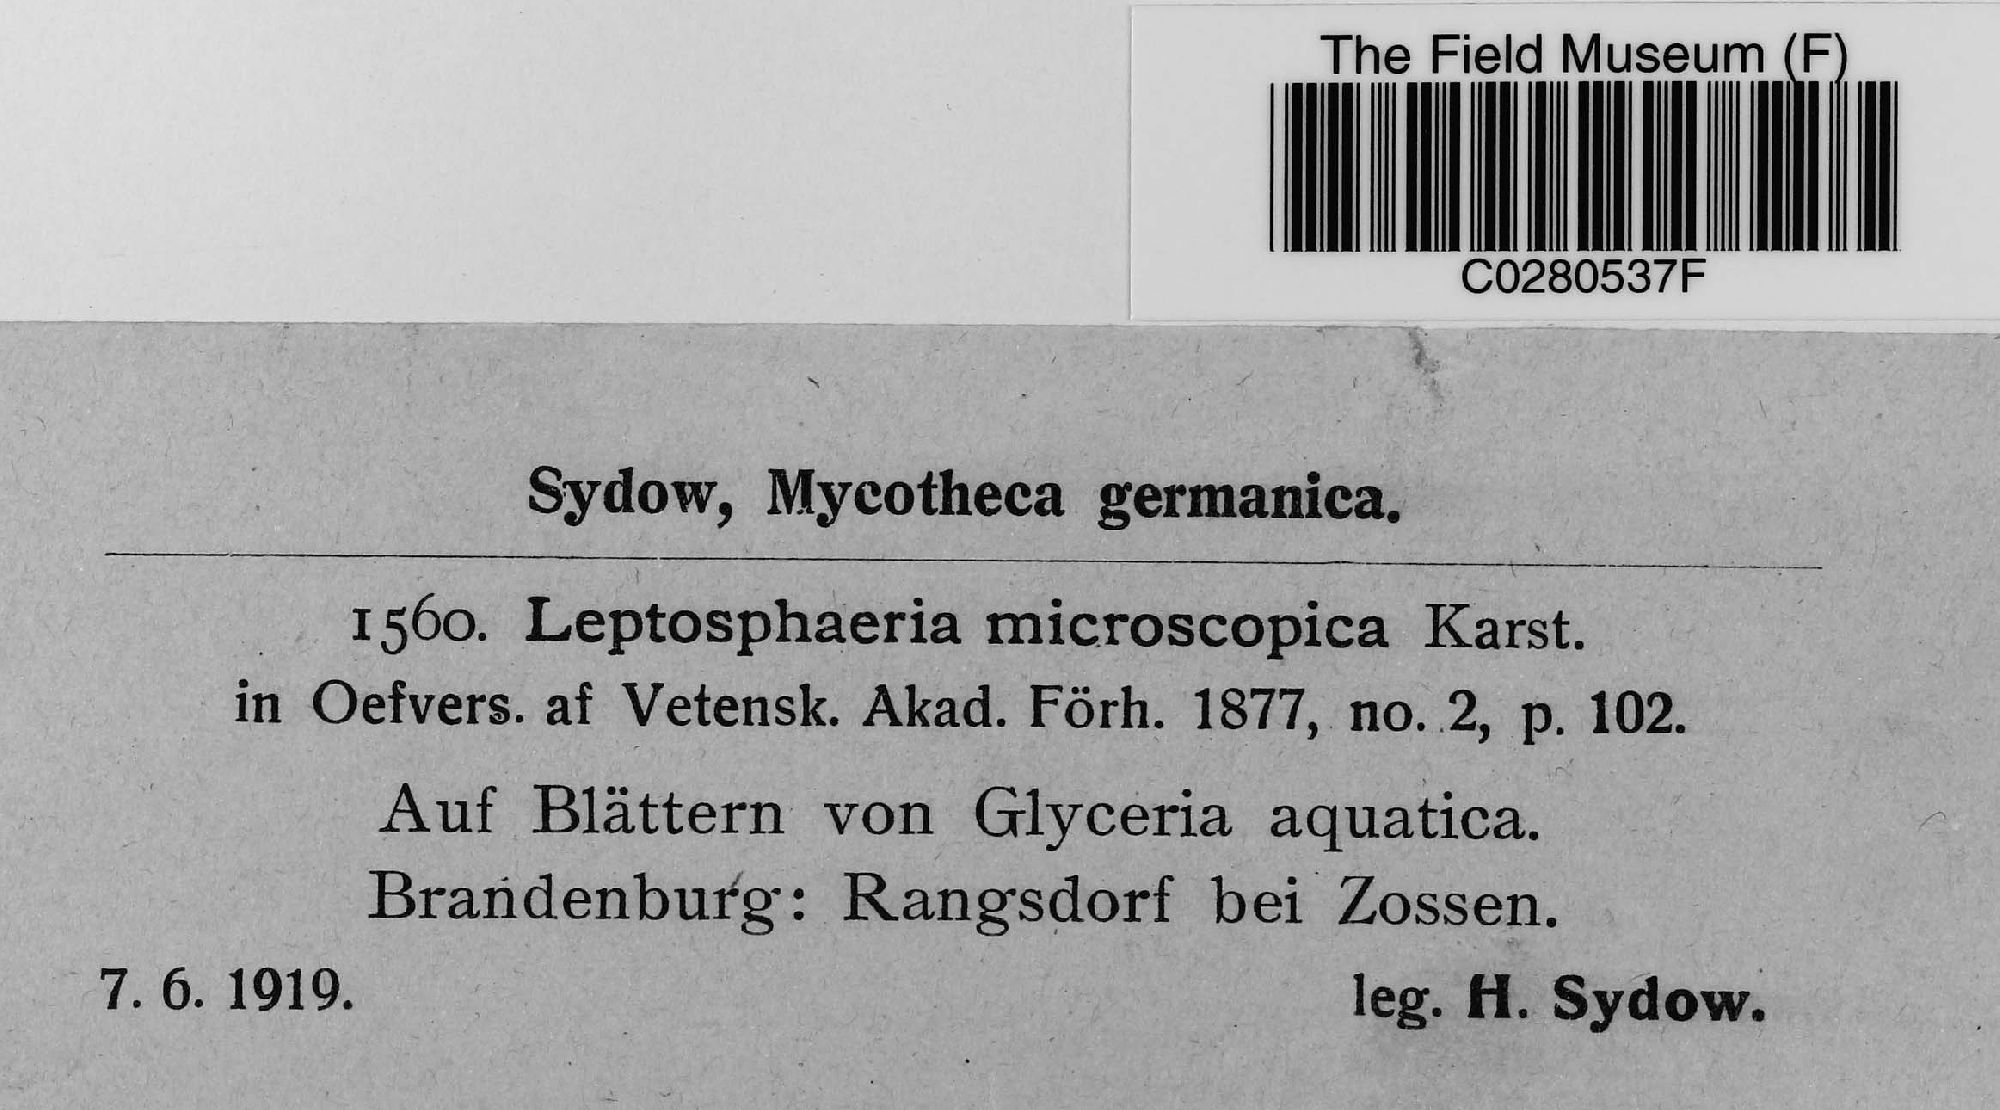 The Field Museum (F)
C0280537F
Sydow, Mycotheca germanica.
1560. Leptosphaeria microscopica Karst.
in Oefvers. af Vetensk. Akad. Förh. 1877, no. 2, p. 102.
Auf Blättern von Glyceria aquatica.
Brandenburg: Rangsdorf bei Zossen.
7. 6. 1919. leg. H. Sydow.